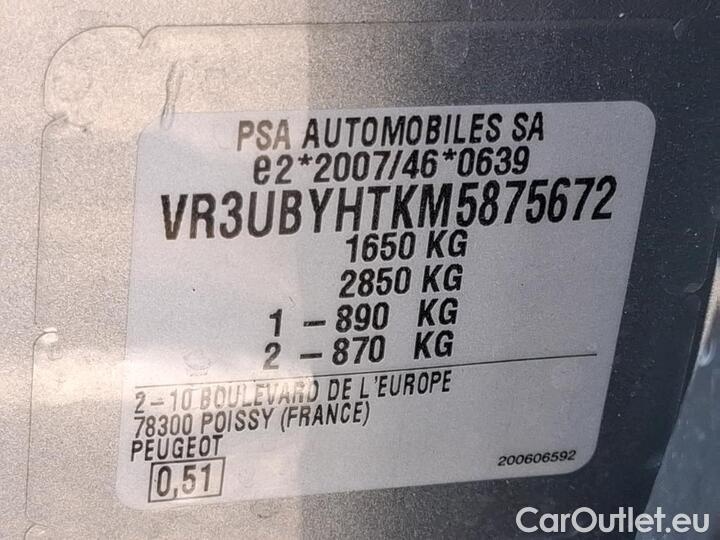 PSA AUTOMOBILES SA
e2*2007/46*0639
VR3UBYHTKM5875672
1650 KG
2850 KG
1 – 890 KG
2 – 870 KG
2 – 10 BOULEVARD DE L'EUROPE
78300 POISSY (FRANCE)
PEUGEOT
0,51
200606592
CarOutlet.eu